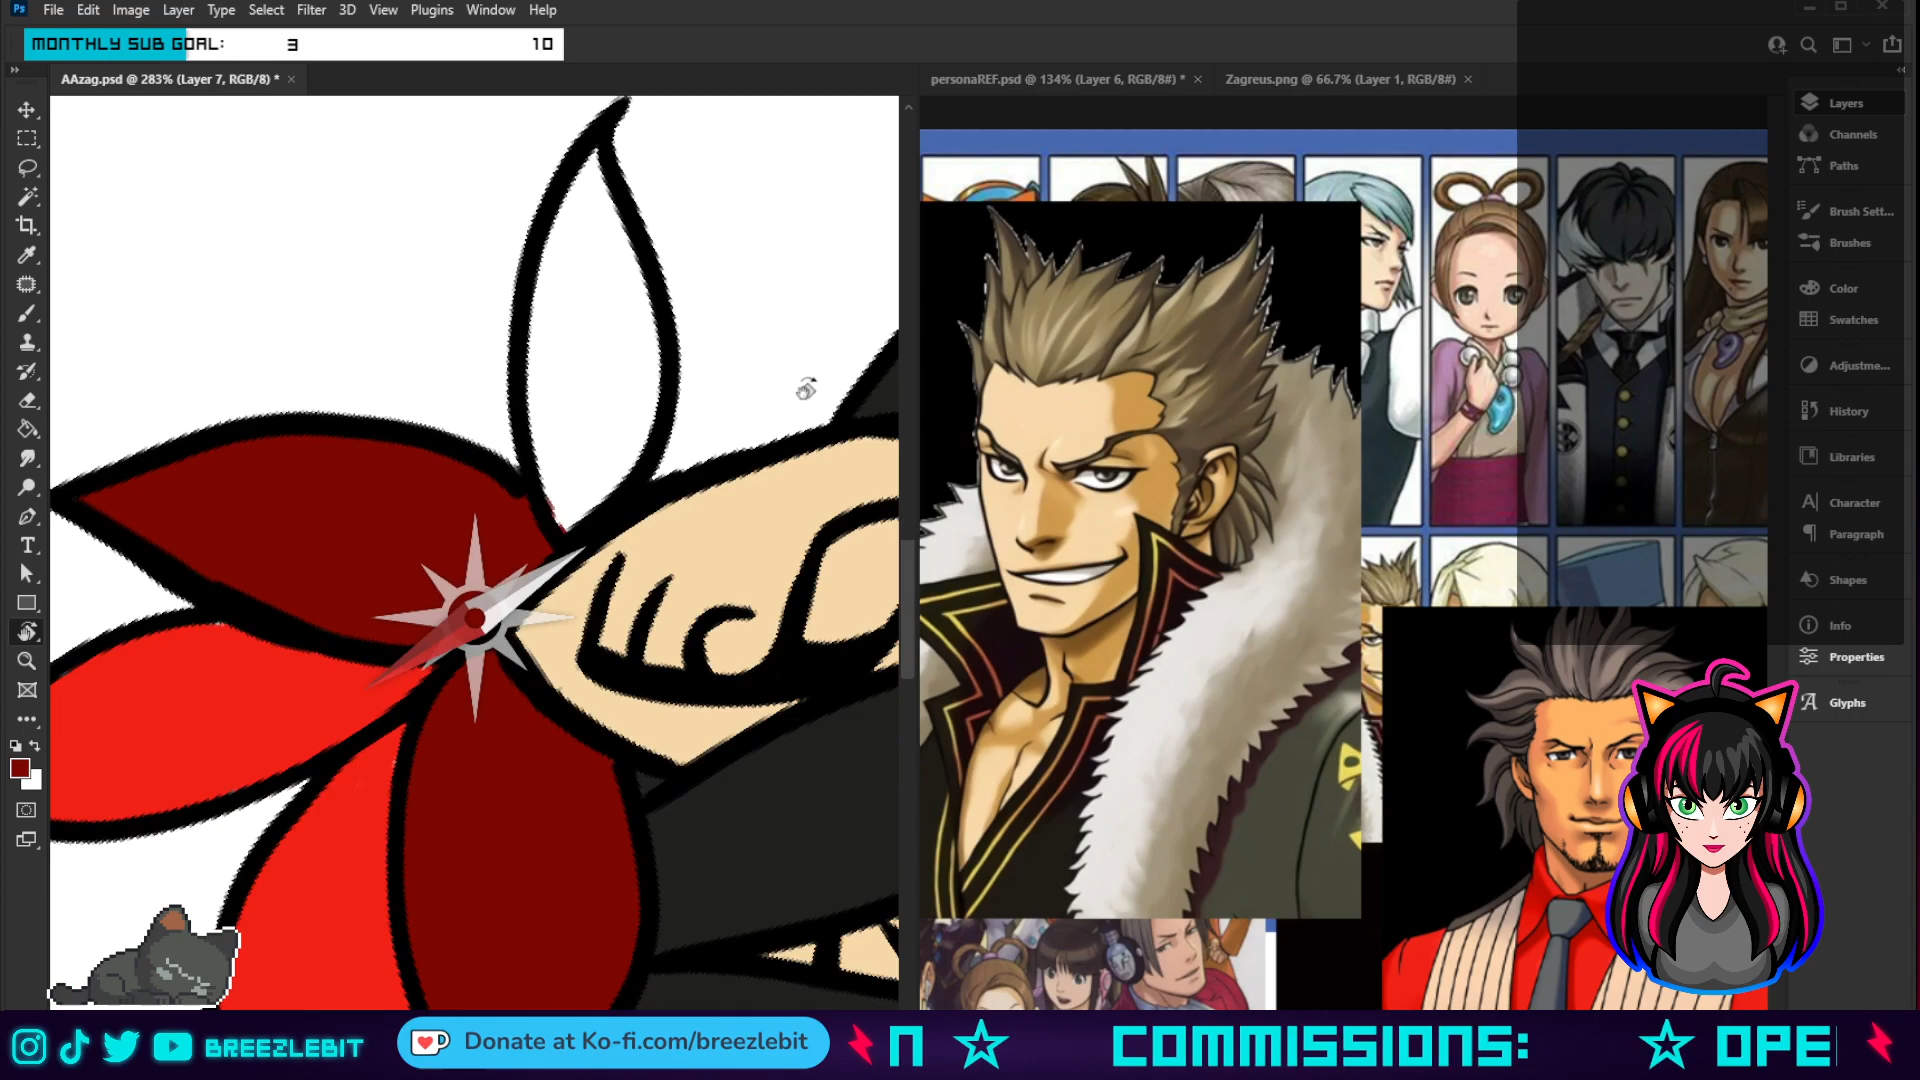 Ps File Edit Image Layer Type Select Filter 3D View Plugins Window Help
MONTHLY SUB GOAL: 3 10
AAzag.psd @ 283% (Layer 7, RGB/8) *
personaREF.psd @ 134% (Layer 6, RGB/8#) *
Zagreus.png @ 66.7% (Layer 1, RGB/8#)
Layers
Channels
Paths
Brush Sett...
Brushes
Color
Swatches
Adjustme...
History
Libraries
Character
Paragraph
Shapes
Info
Properties
Glyphs
BREEZLEBIT
Donate at Ko-fi.com/breezlebit
N COMMISSIONS: OPE